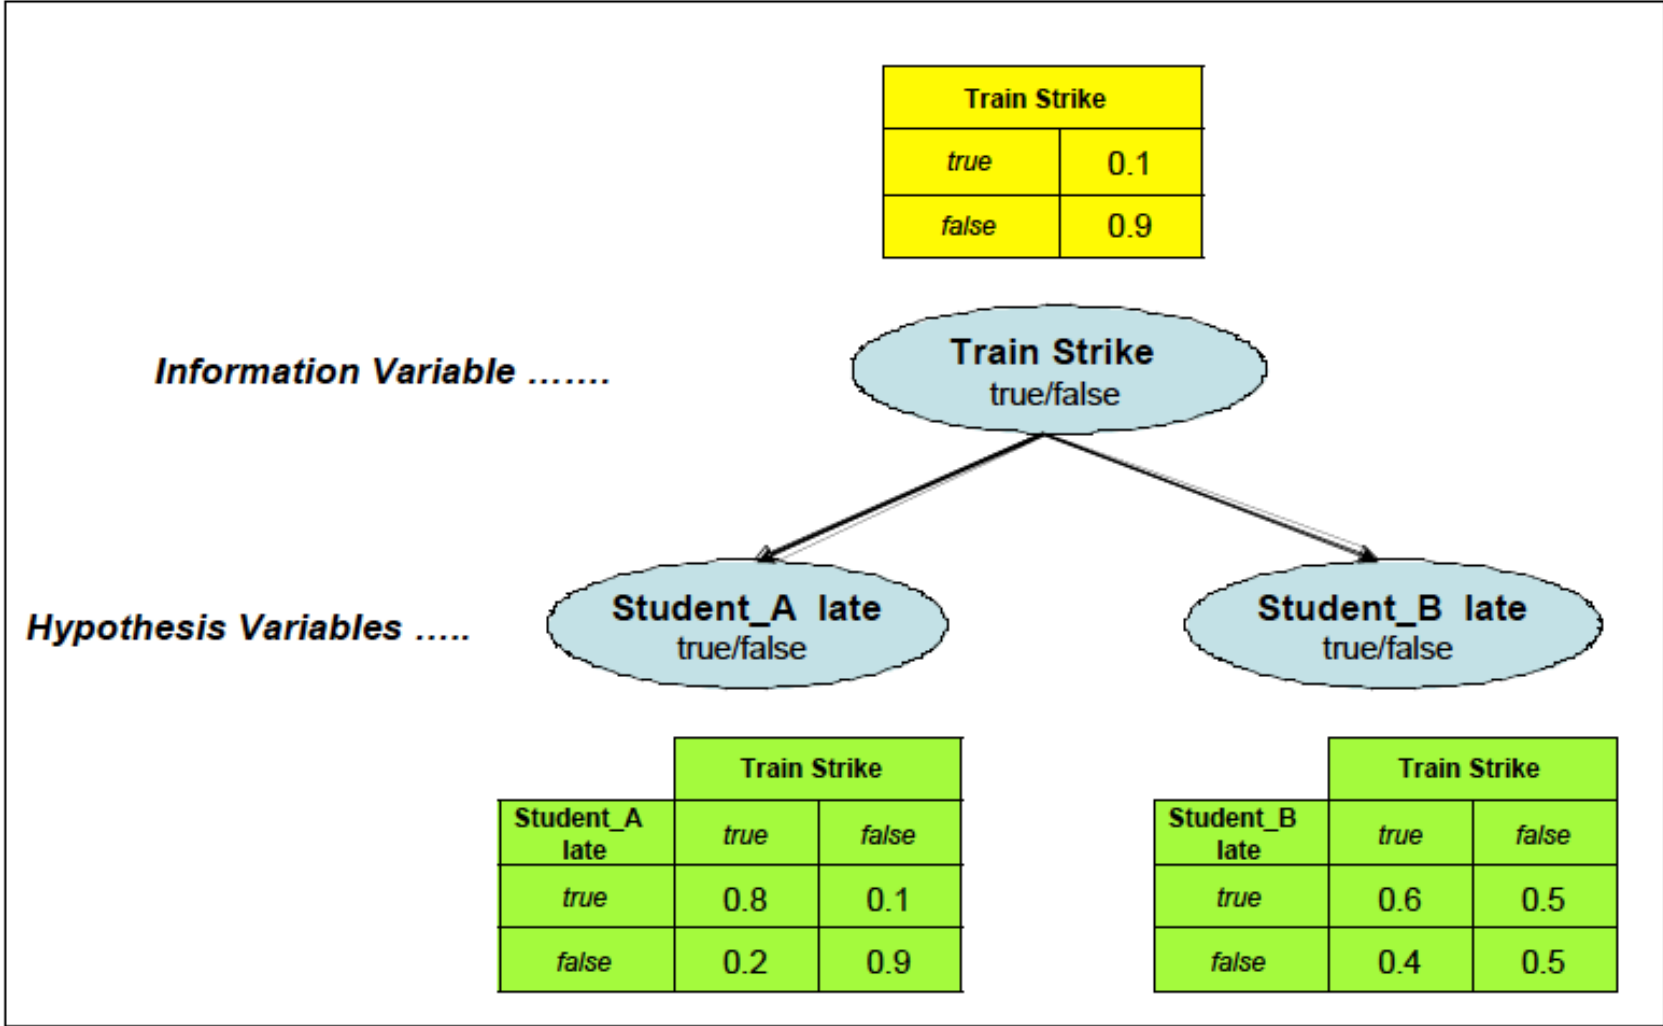 Train Strike
true 0.1
false 0.9
Information Variable …….
Train Strike
true/false
Hypothesis Variables …..
Student_A late
true/false
Student_B late
true/false
Train Strike
Student_A
late
true false
true 0.8 0.1
false 0.2 0.9
Train Strike
Student_B
late
true false
true 0.6 0.5
false 0.4 0.5